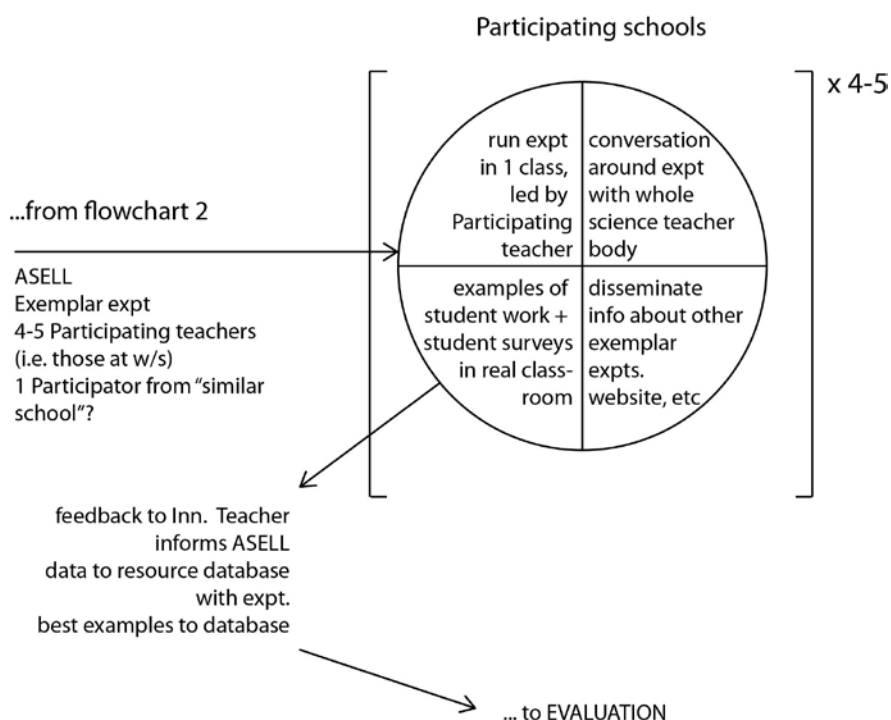 Participating schools
x 4-5
run expt
in 1 class,
led by
Participating
teacher
conversation
around expt
with whole
science teacher
body
...from flowchart 2
ASELL
Exemplar expt
4-5 Participating teachers
(i.e. those at w/s)
1 Participator from “similar
school”?
examples of
student work +
student surveys
in real class-
room
disseminate
info about other
exemplar
expts.
website, etc
feedback to Inn. Teacher
informs ASELL
data to resource database
with expt.
best examples to database
... to EVALUATION